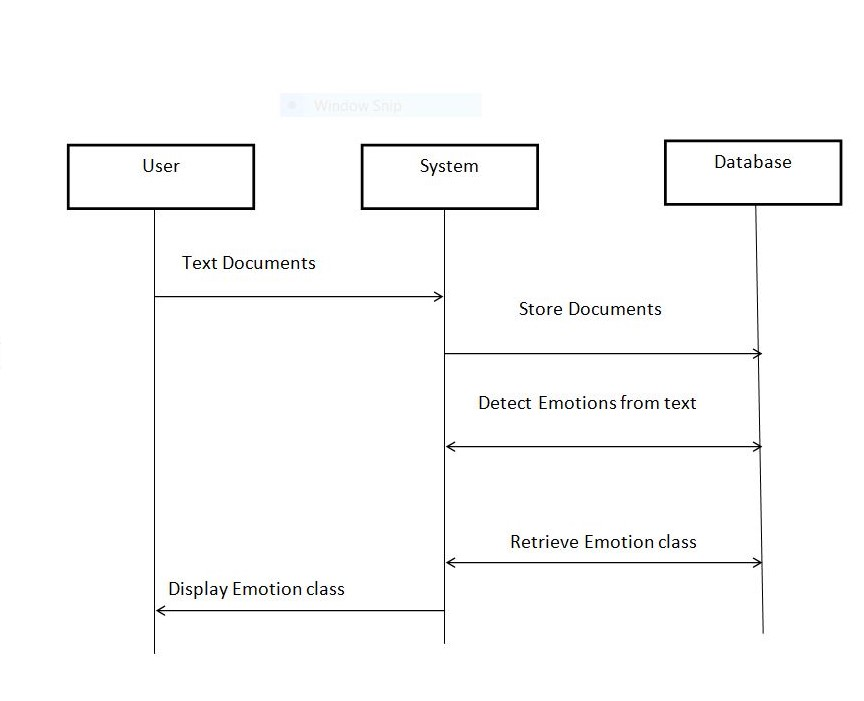 Window Snip
User
System
Database
Text Documents
Store Documents
Detect Emotions from text
Retrieve Emotion class
Display Emotion class